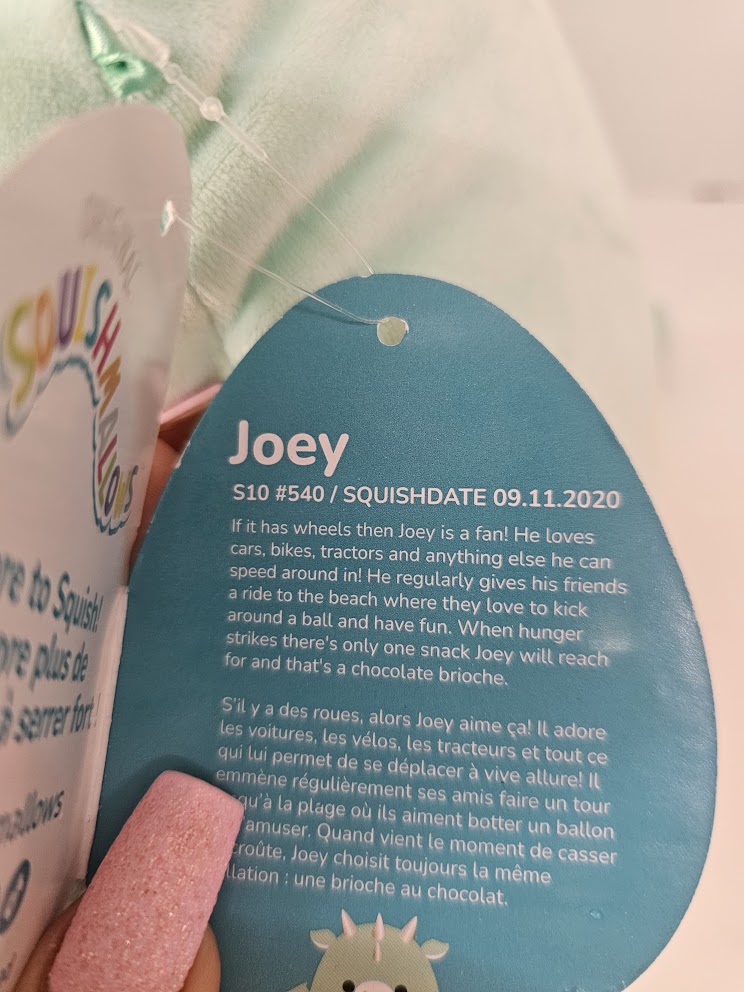 SQUISHMALLOWS
re to Squish!
ore plus de
à serrer fort!
mallows
Joey
S10 #540 / SQUISHDATE 09.11.2020
If it has wheels then Joey is a fan! He loves
cars, bikes, tractors and anything else he can
speed around in! He regularly gives his friends
a ride to the beach where they love to kick
around a ball and have fun. When hunger
strikes there's only one snack Joey will reach
for and that's a chocolate brioche.
S'il y a des roues, alors Joey aime ça! Il adore
les voitures, les vélos, les tracteurs et tout ce
qui lui permet de se déplacer à vive allure! Il
emmène régulièrement ses amis faire un tour
qu'à la plage où ils aiment botter un ballon
amuser. Quand vient le moment de casser
croûte, Joey choisit toujours la même
llation : une brioche au chocolat.